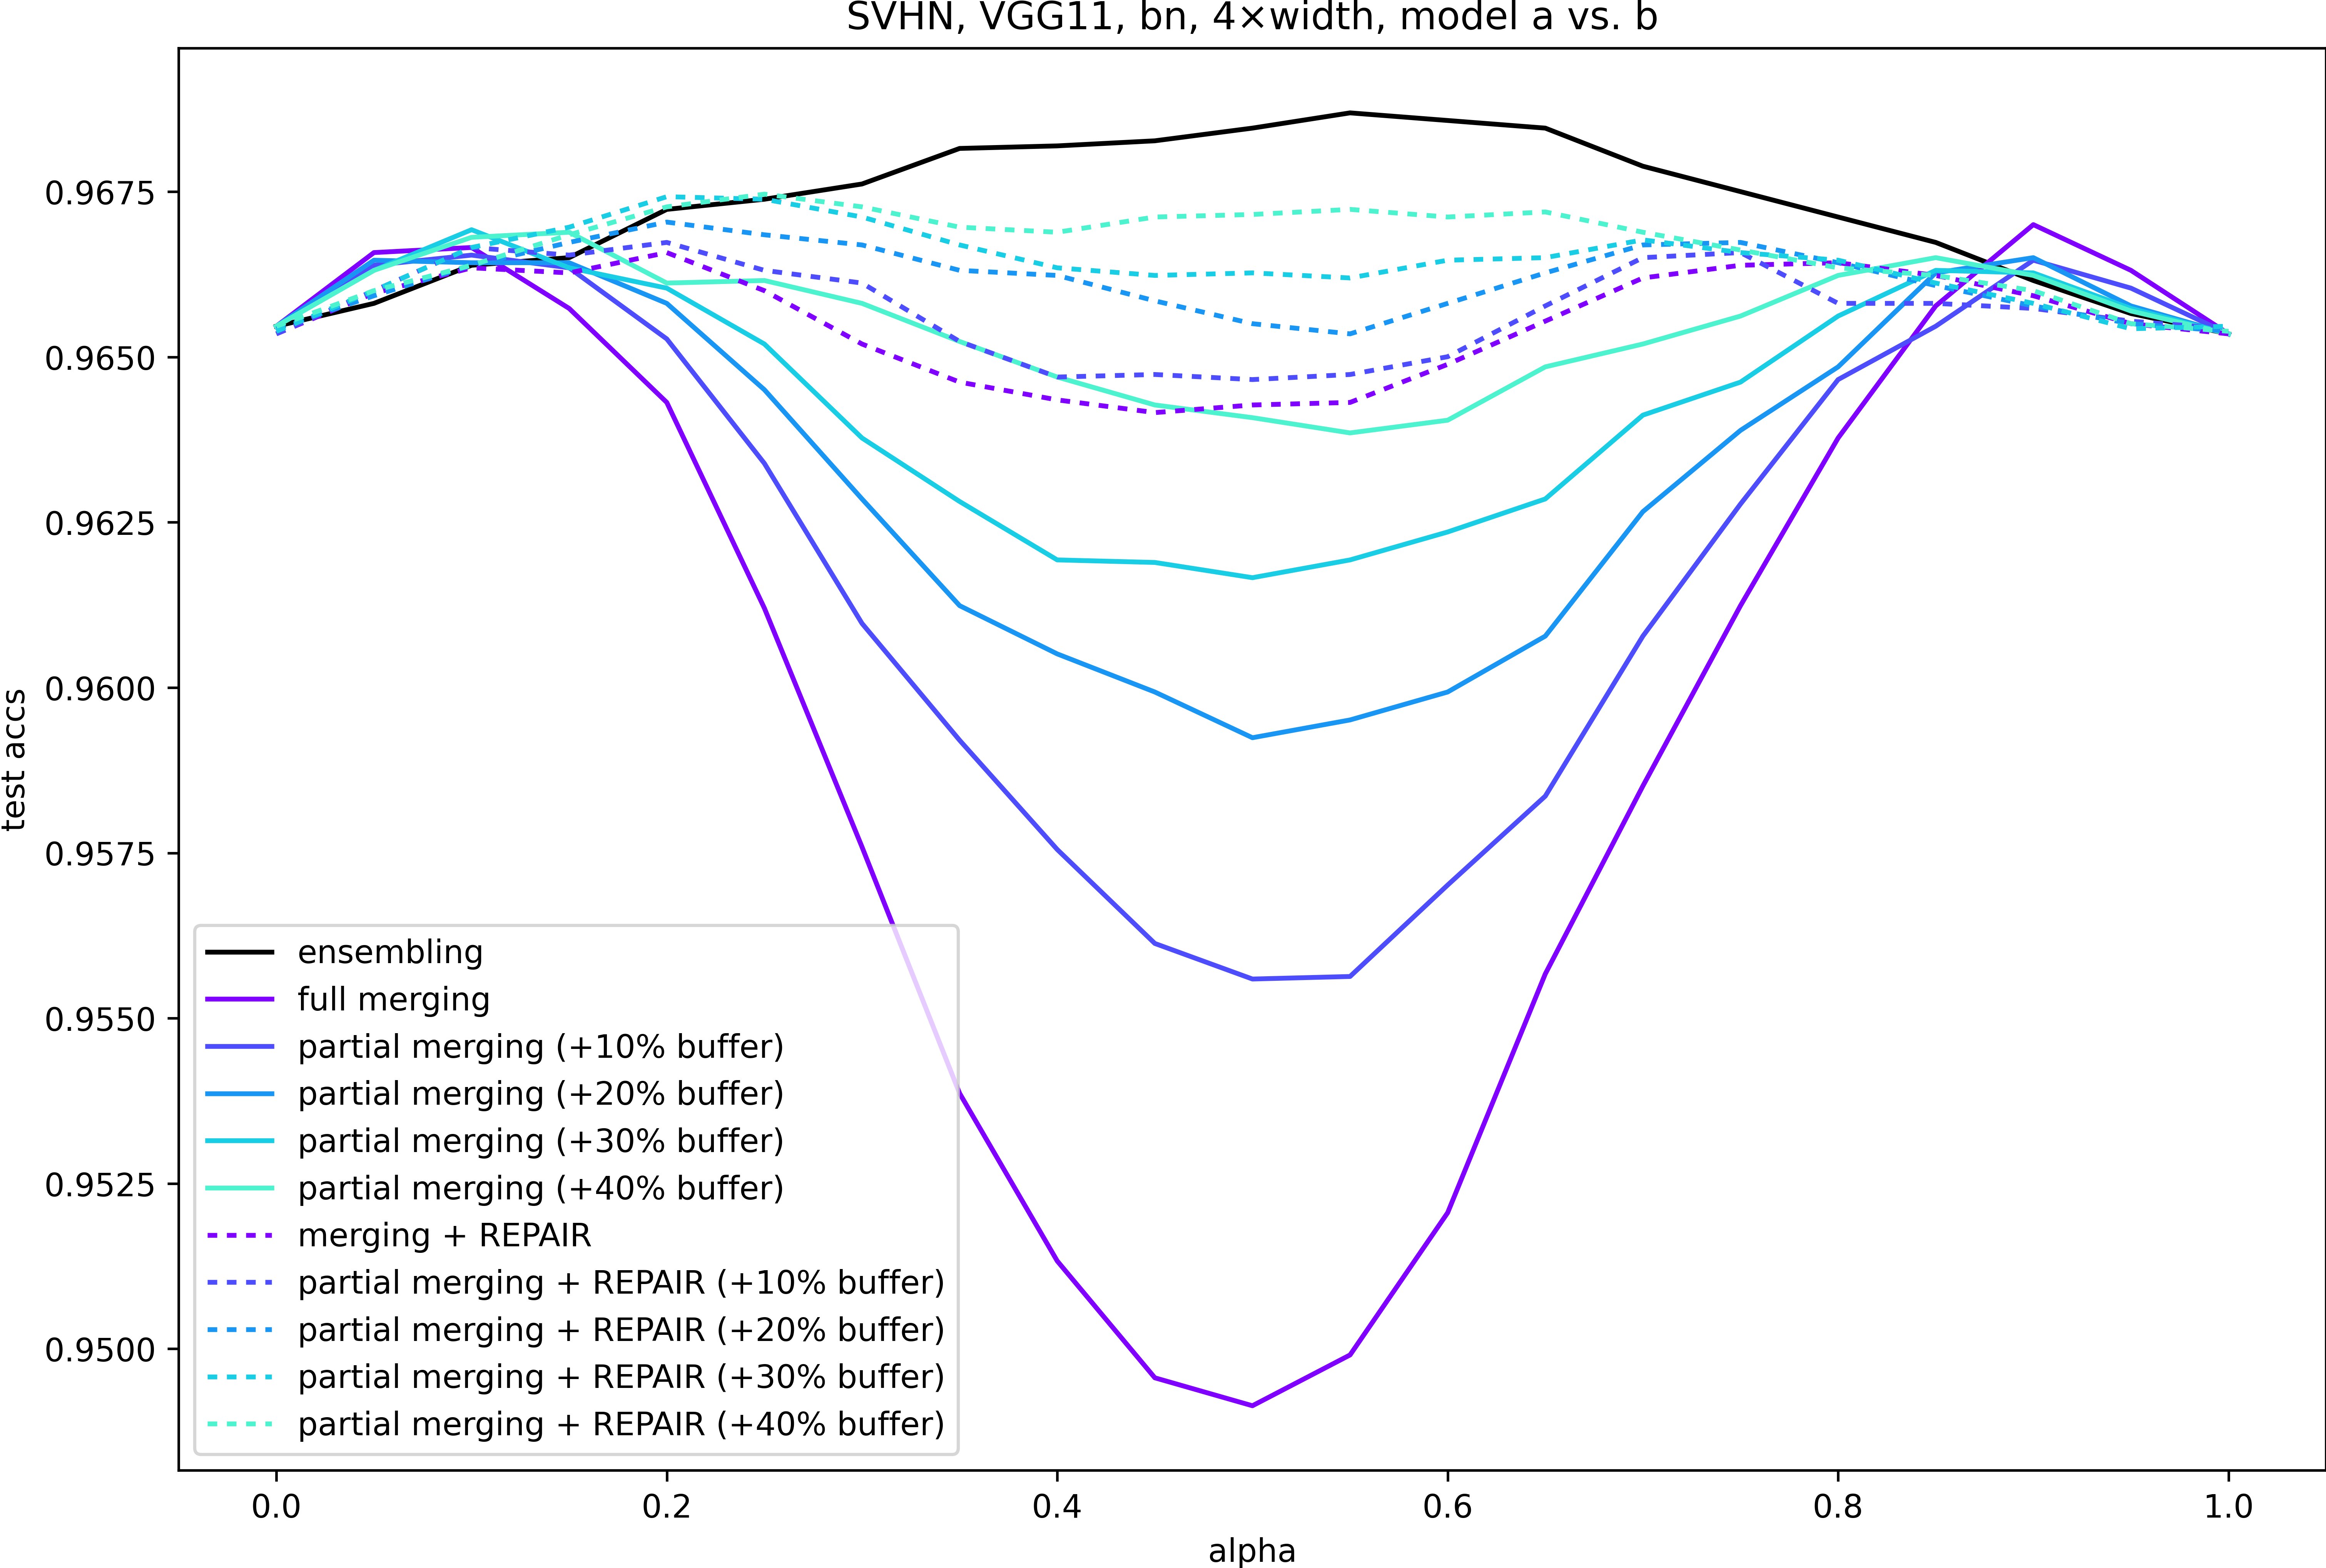 SVHN, VGG11, bn, 4×width, model a vs. b
test accs
0.9675
0.9650
0.9625
0.9600
0.9575
0.9550
0.9525
0.9500
ensembling
full merging
partial merging (+10% buffer)
partial merging (+20% buffer)
partial merging (+30% buffer)
partial merging (+40% buffer)
merging + REPAIR
partial merging + REPAIR (+10% buffer)
partial merging + REPAIR (+20% buffer)
partial merging + REPAIR (+30% buffer)
partial merging + REPAIR (+40% buffer)
0.0 0.2 0.4 0.6 0.8 1.0
alpha